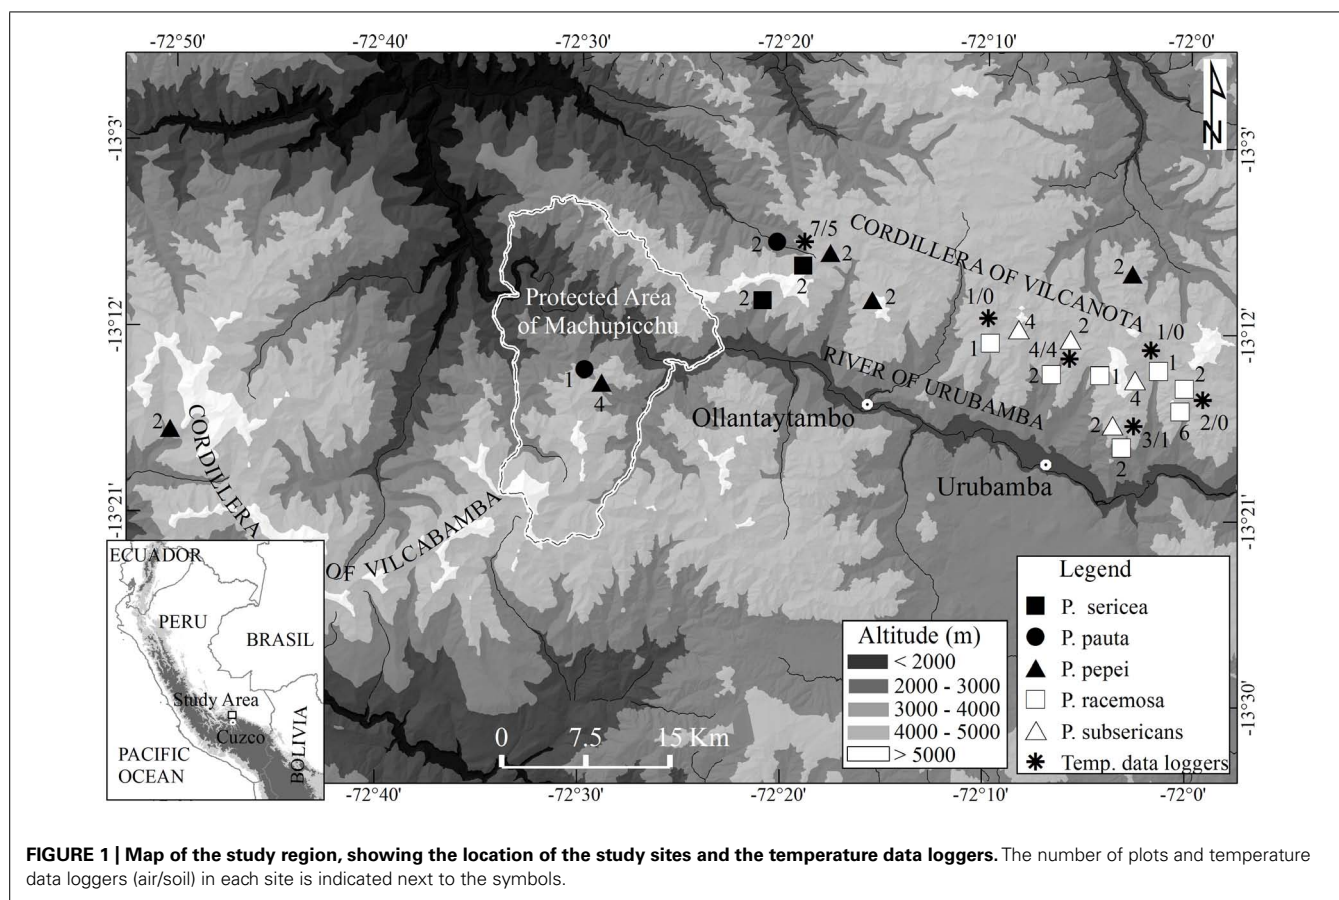 -72°50' -72°40' -72°30' -72°20' -72°10' -72°0'
-13°3' -13°3'
N
7/5
2 2
CORDILLERA OF VILCANOTA
2
2 2 2
1/0
Protected Area
of Machupicchu
4 2 1/0
-13°12' -13°12'
1 4/4 1
RIVER OF URUBAMBA
2 1 2
1 4 4
Ollantaytambo
2 2 3/1 6 2/0
CORDILLERA
2
Urubamba
OF VILCABAMBA
-13°21' -13°21'
ECUADOR
PERU
BRASIL
Study Area
Cuzco
BOLIVIA
PACIFIC
OCEAN
0 7.5 15 Km
Altitude (m)
< 2000
2000 - 3000
3000 - 4000
4000 - 5000
> 5000
Legend
P. sericea
P. pauta
P. pepei
P. racemosa
P. subsericans
Temp. data loggers
-13°30'
-72°40' -72°30' -72°20' -72°10' -72°0'
FIGURE 1 | Map of the study region, showing the location of the study sites and the temperature data loggers. The number of plots and temperature
data loggers (air/soil) in each site is indicated next to the symbols.